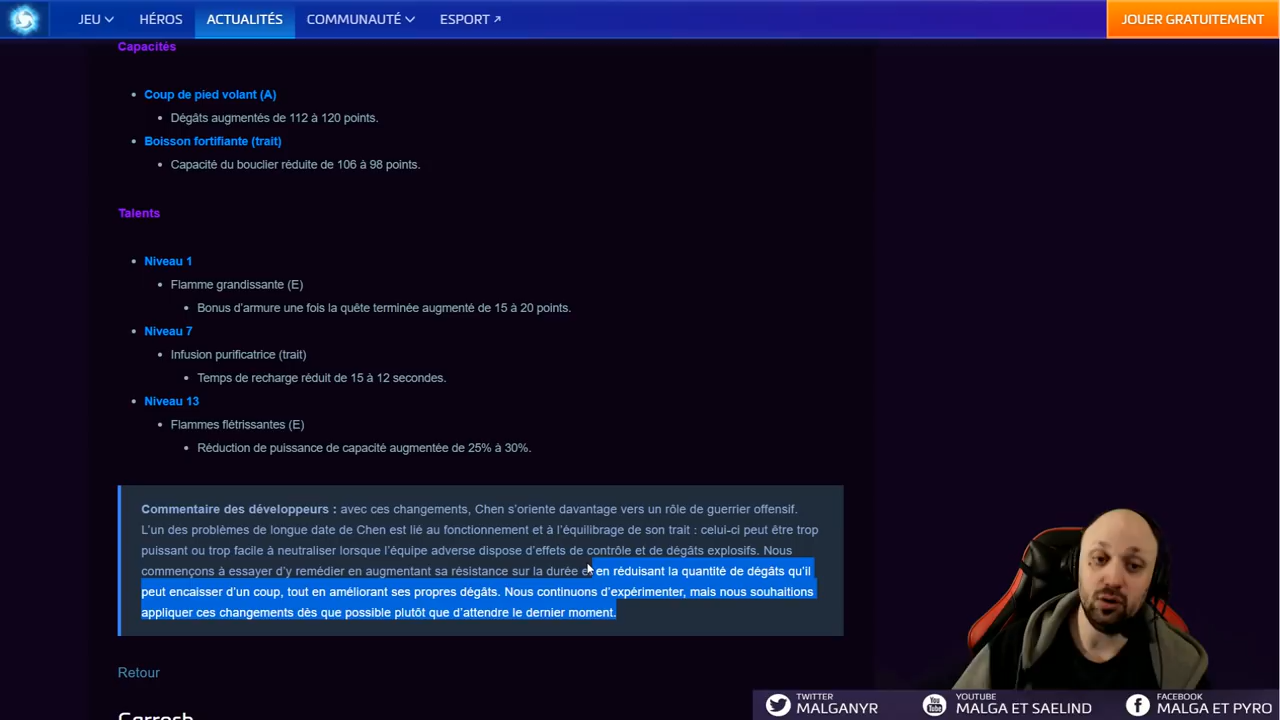 JEU
HÉROS
ACTUALITÉS
COMMUNAUTÉ
ESPORT
JOUER GRATUITEMENT
Capacités
Coup de pied volant (A)
Dégâts augmentés de 112 à 120 points.
Boisson fortifiante (trait)
Capacité du bouclier réduite de 106 à 98 points.
Talents
Niveau 1
Flamme grandissante (E)
Bonus d'armure une fois la quête terminée augmenté de 15 à 20 points.
Niveau 7
Infusion purificatrice (trait)
Temps de recharge réduit de 15 à 12 secondes.
Niveau 13
Flammes flétrissantes (E)
Réduction de puissance de capacité augmentée de 25% à 30%.
Commentaire des développeurs : avec ces changements, Chen s'oriente davantage vers un rôle de guerrier offensif.
L'un des problèmes de longue date de Chen est lié au fonctionnement et à l'équilibrage de son trait : celui-ci peut être trop
puissant ou trop facile à neutraliser lorsque l'équipe adverse dispose d'effets de contrôle et de dégâts explosifs. Nous
commençons à essayer d'y remédier en augmentant sa résistance sur la durée et en réduisant la quantité de dégâts qu'il
peut encaisser d'un coup, tout en améliorant ses propres dégâts. Nous continuons d'expérimenter, mais nous souhaitions
appliquer ces changements dès que possible plutôt que d'attendre le dernier moment.
Retour
Garrosh
TWITTER
MALGANYR
YOUTUBE
MALGA ET SAELIND
FACEBOOK
MALGA ET PYRO